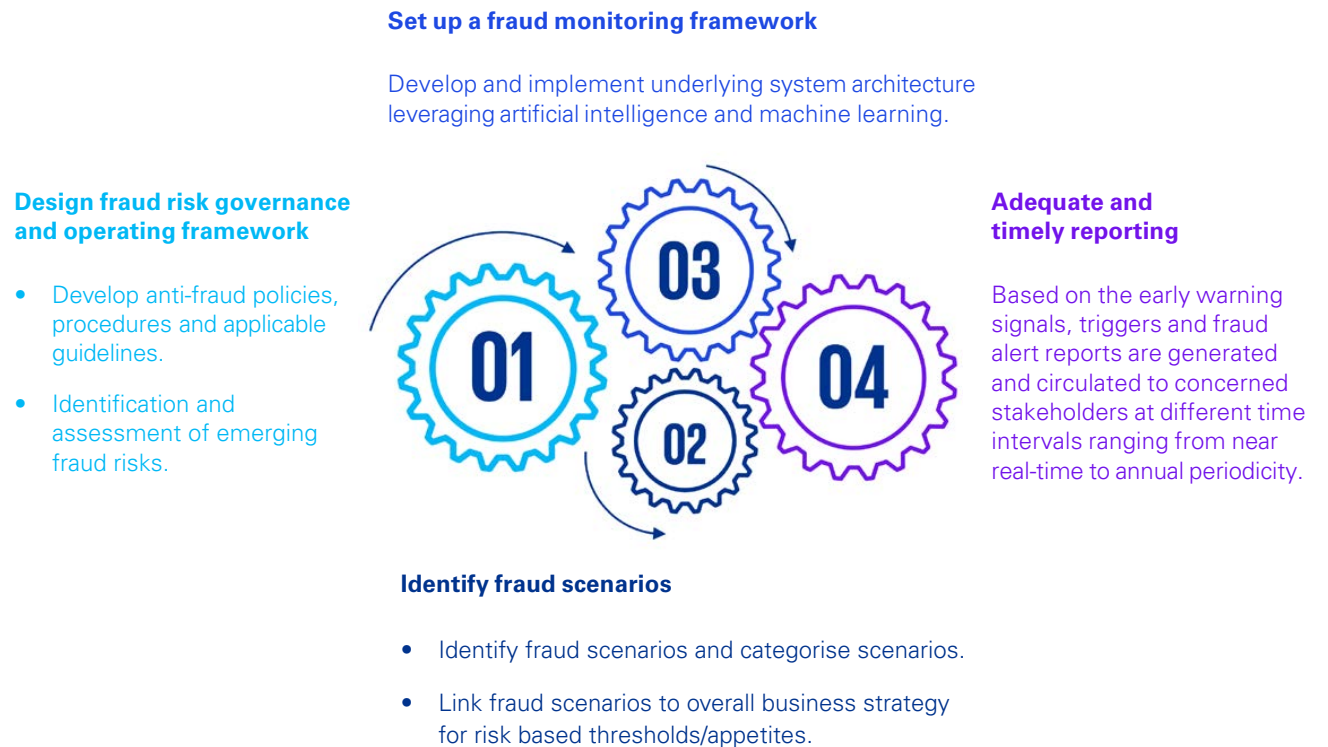 Set up a fraud monitoring framework
Develop and implement underlying system architecture
leveraging artificial intelligence and machine learning.
Design fraud risk governance
and operating framework
• Develop anti-fraud policies,
procedures and applicable
guidelines.
• Identification and
assessment of emerging
fraud risks.
01
03
02
04
Adequate and
timely reporting
Based on the early warning
signals, triggers and fraud
alert reports are generated
and circulated to concerned
stakeholders at different time
intervals ranging from near
real-time to annual periodicity.
Identify fraud scenarios
• Identify fraud scenarios and categorise scenarios.
• Link fraud scenarios to overall business strategy
for risk based thresholds/appetites.